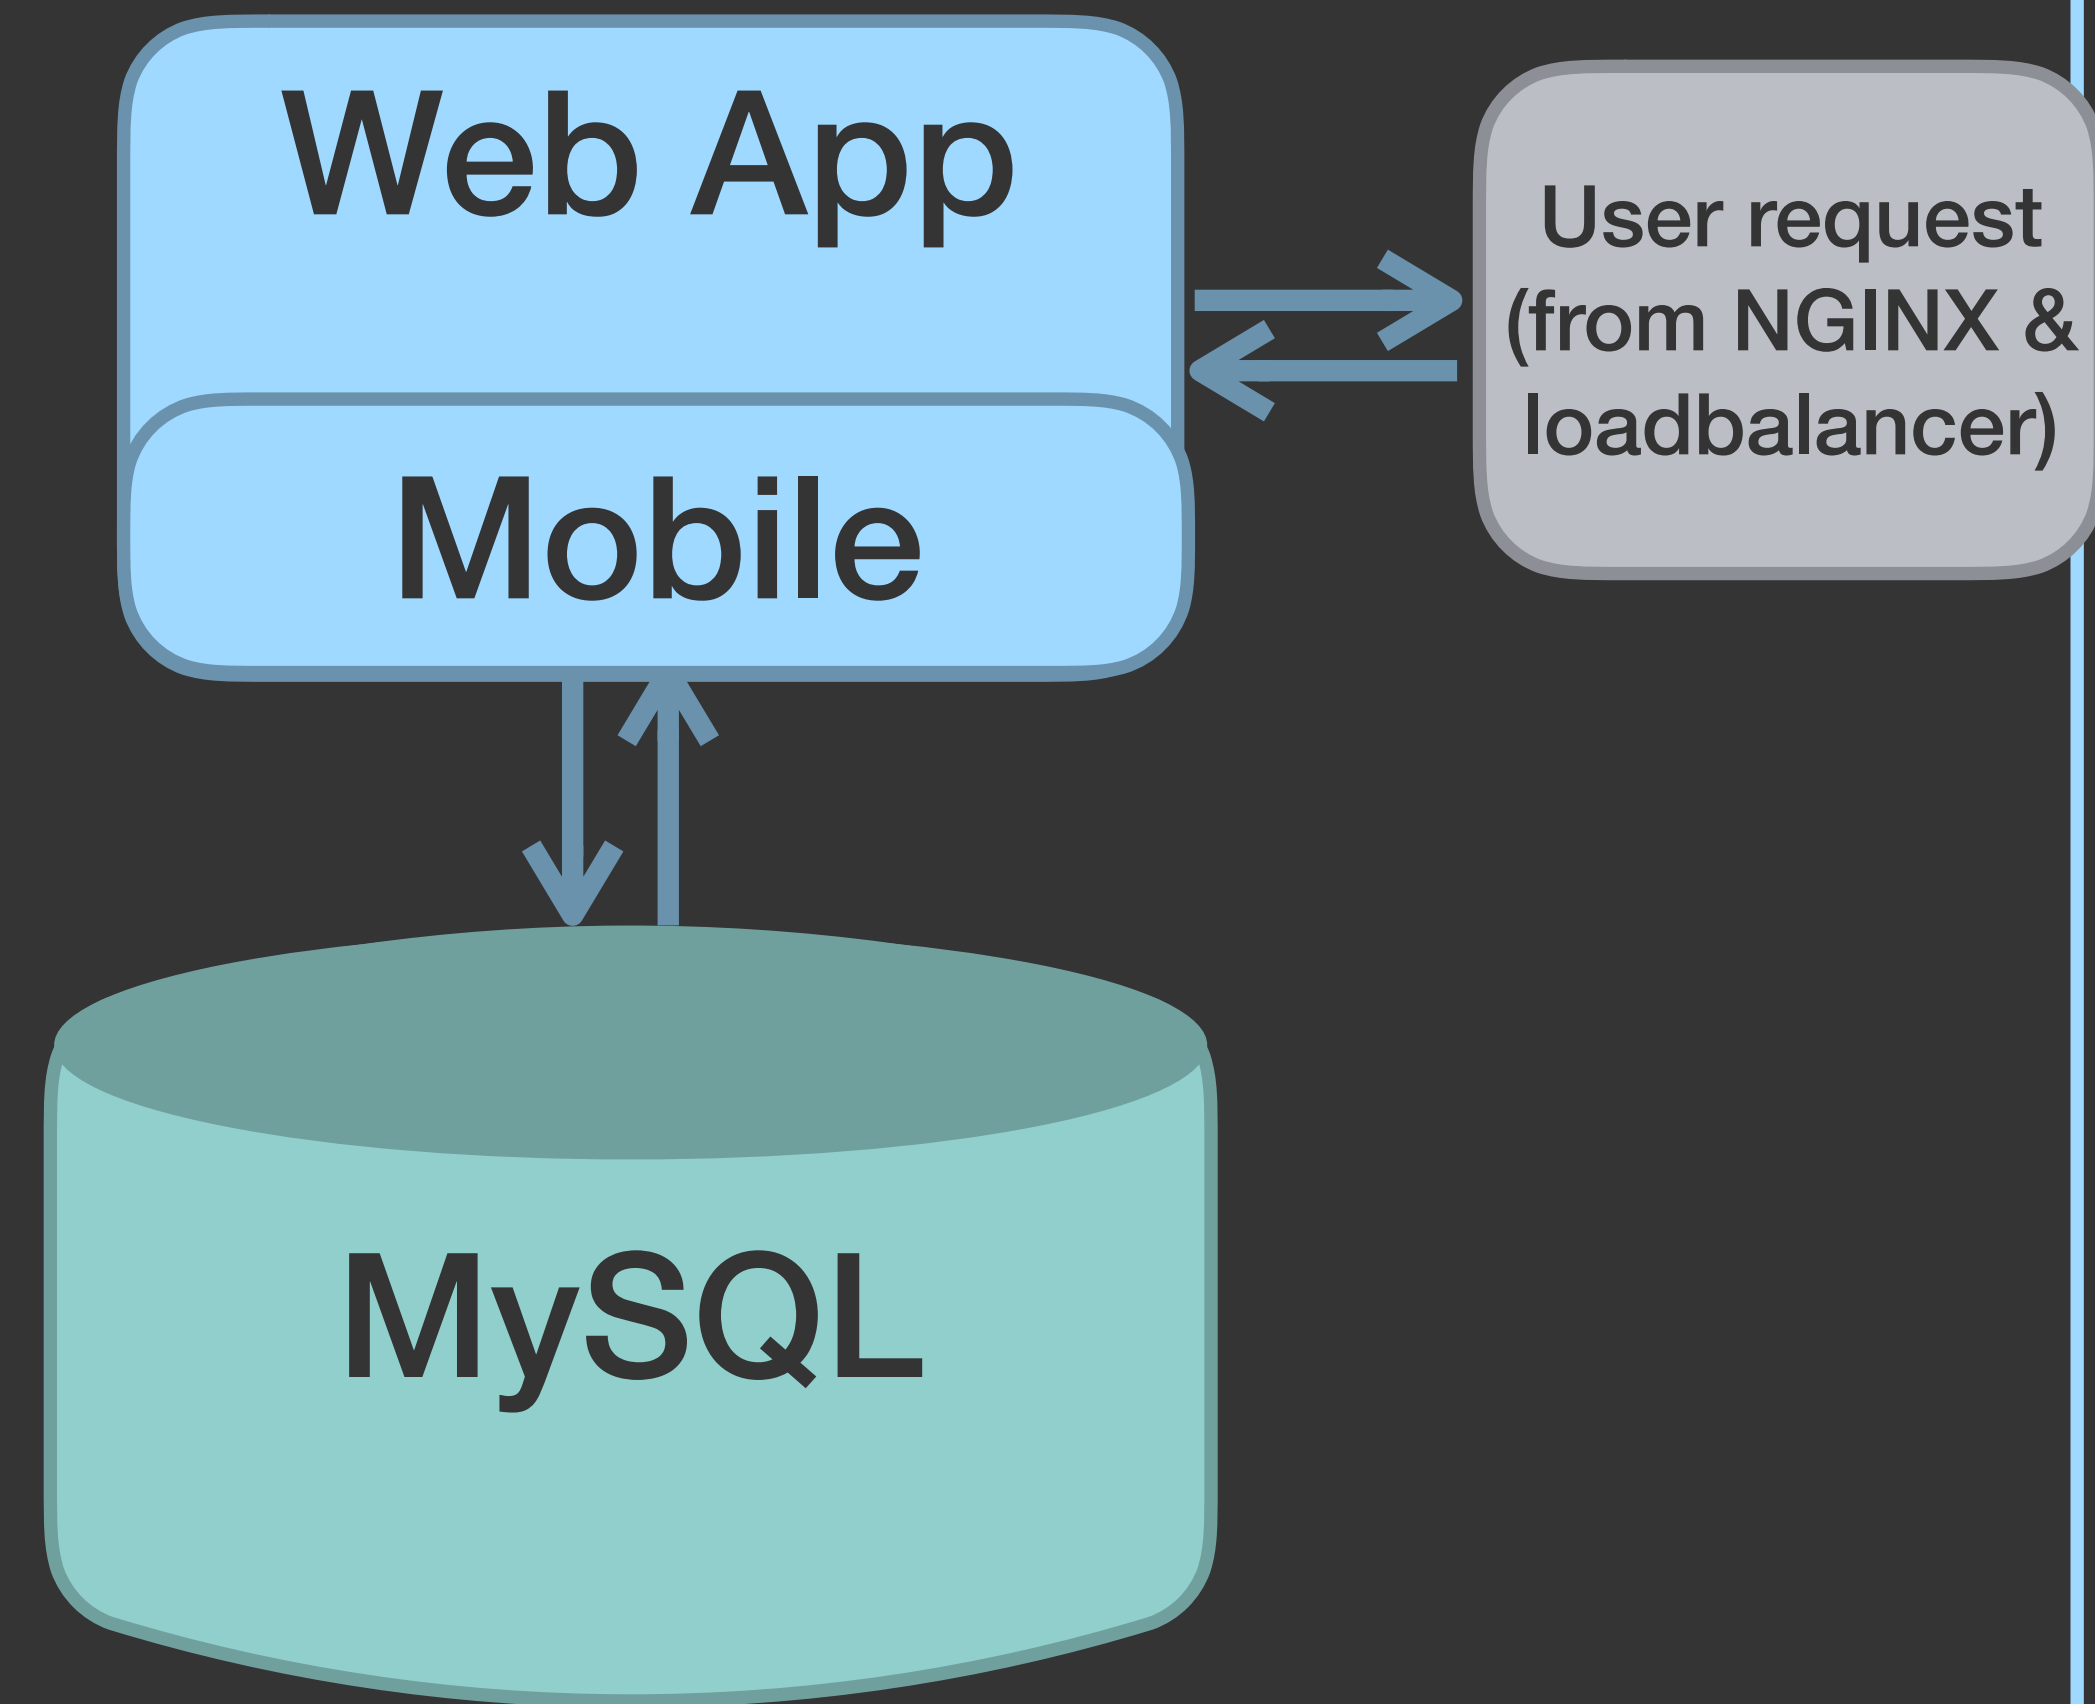 Web App
User request
(from NGINX &
loadbalancer)
Mobile
MySQL